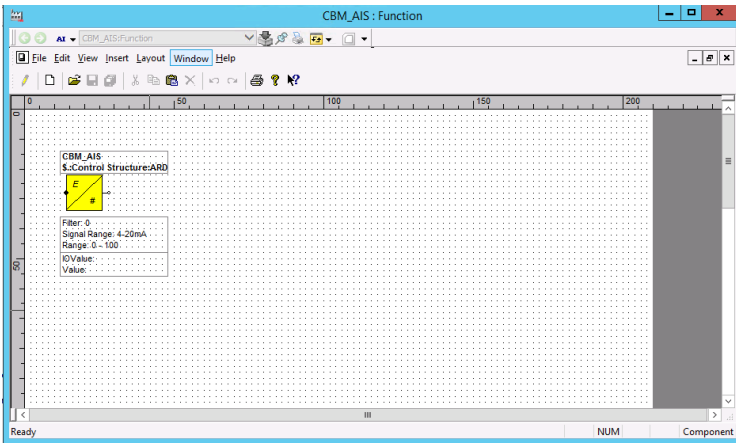 CBM_AIS : Function
AI CBM_AIS:Function
File Edit View Insert Layout Window Help
0 50 100 150 200
0
CBM_AIS
$.:Control Structure:ARD
E
#
Filter: 0
Signal Range: 4-20mA
Range: 0 - 100
IOValue:
Value:
50
Ready NUM Component